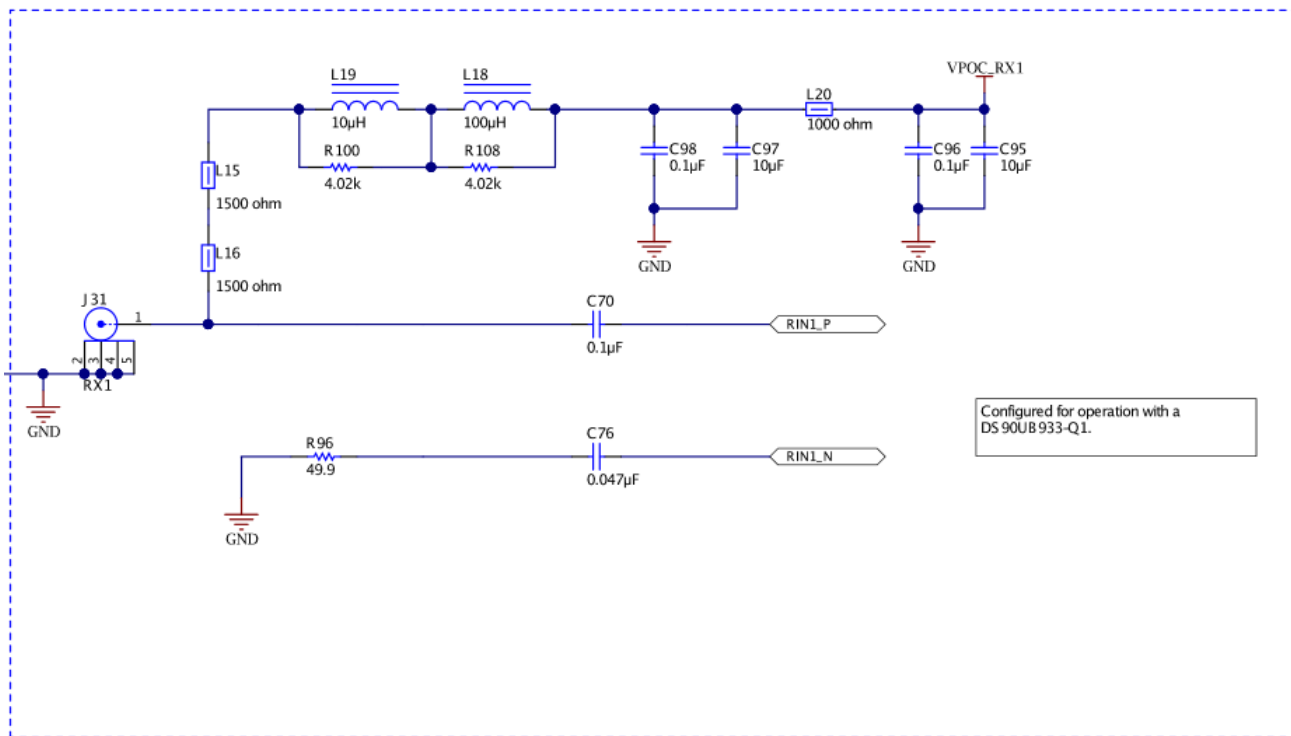 VPOC_RX1
L19
L18
10µH
100µH
L20
1000 ohm
R100
4.02k
R108
4.02k
C98
0.1µF
C97
10µF
C96
0.1µF
C95
10µF
L15
1500 ohm
L16
1500 ohm
GND
GND
J31
1
2
3
4
5
RX1
GND
C70
0.1µF
RIN1_P
R96
49.9
C76
0.047µF
RIN1_N
GND
Configured for operation with a
DS90UB933-Q1.